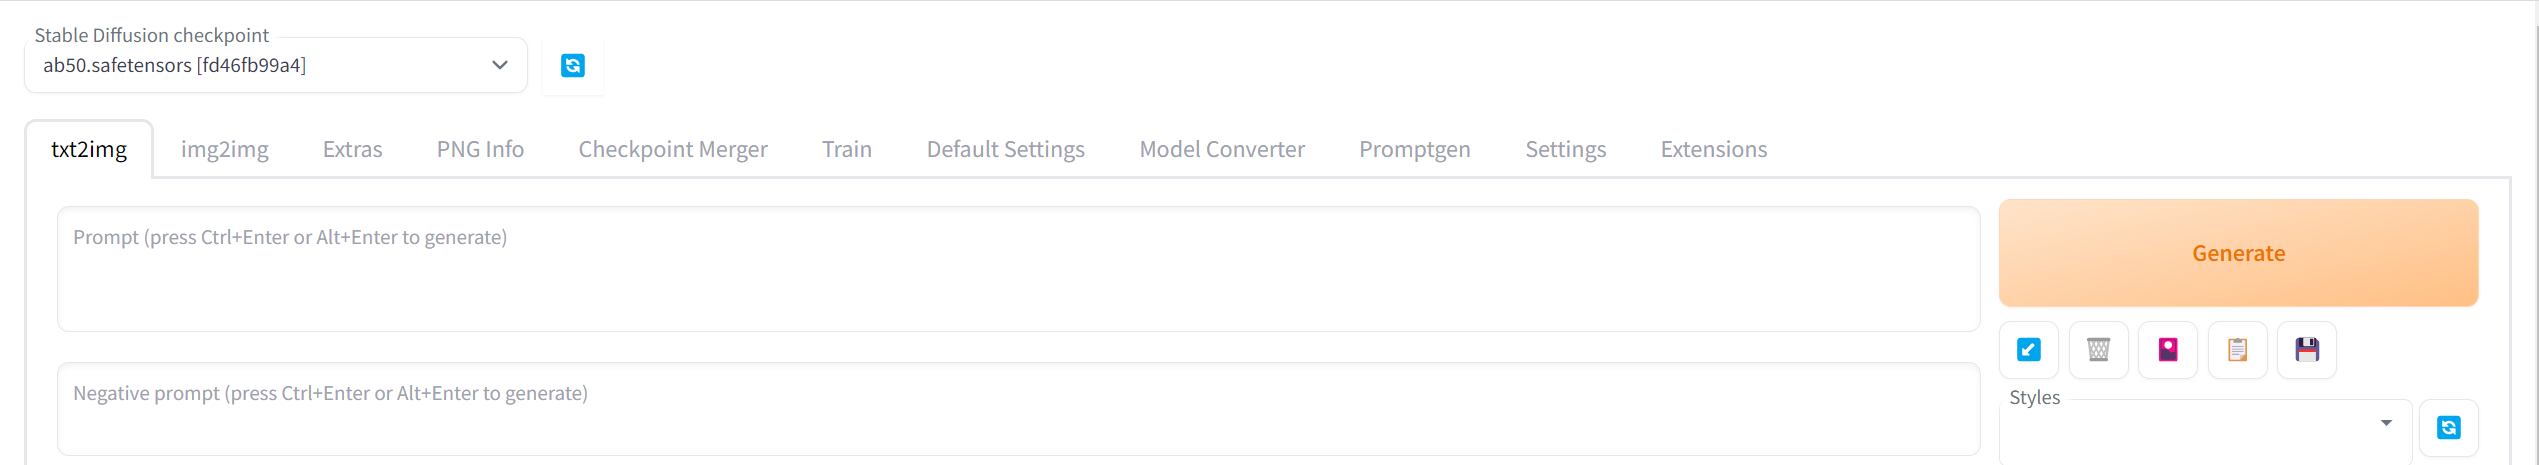 Stable Diffusion checkpoint
ab50.safetensors [fd46fb99a4]
txt2img img2img Extras PNG Info Checkpoint Merger Train Default Settings Model Converter Promptgen Settings Extensions
Prompt (press Ctrl+Enter or Alt+Enter to generate)
Generate
Negative prompt (press Ctrl+Enter or Alt+Enter to generate)
Styles